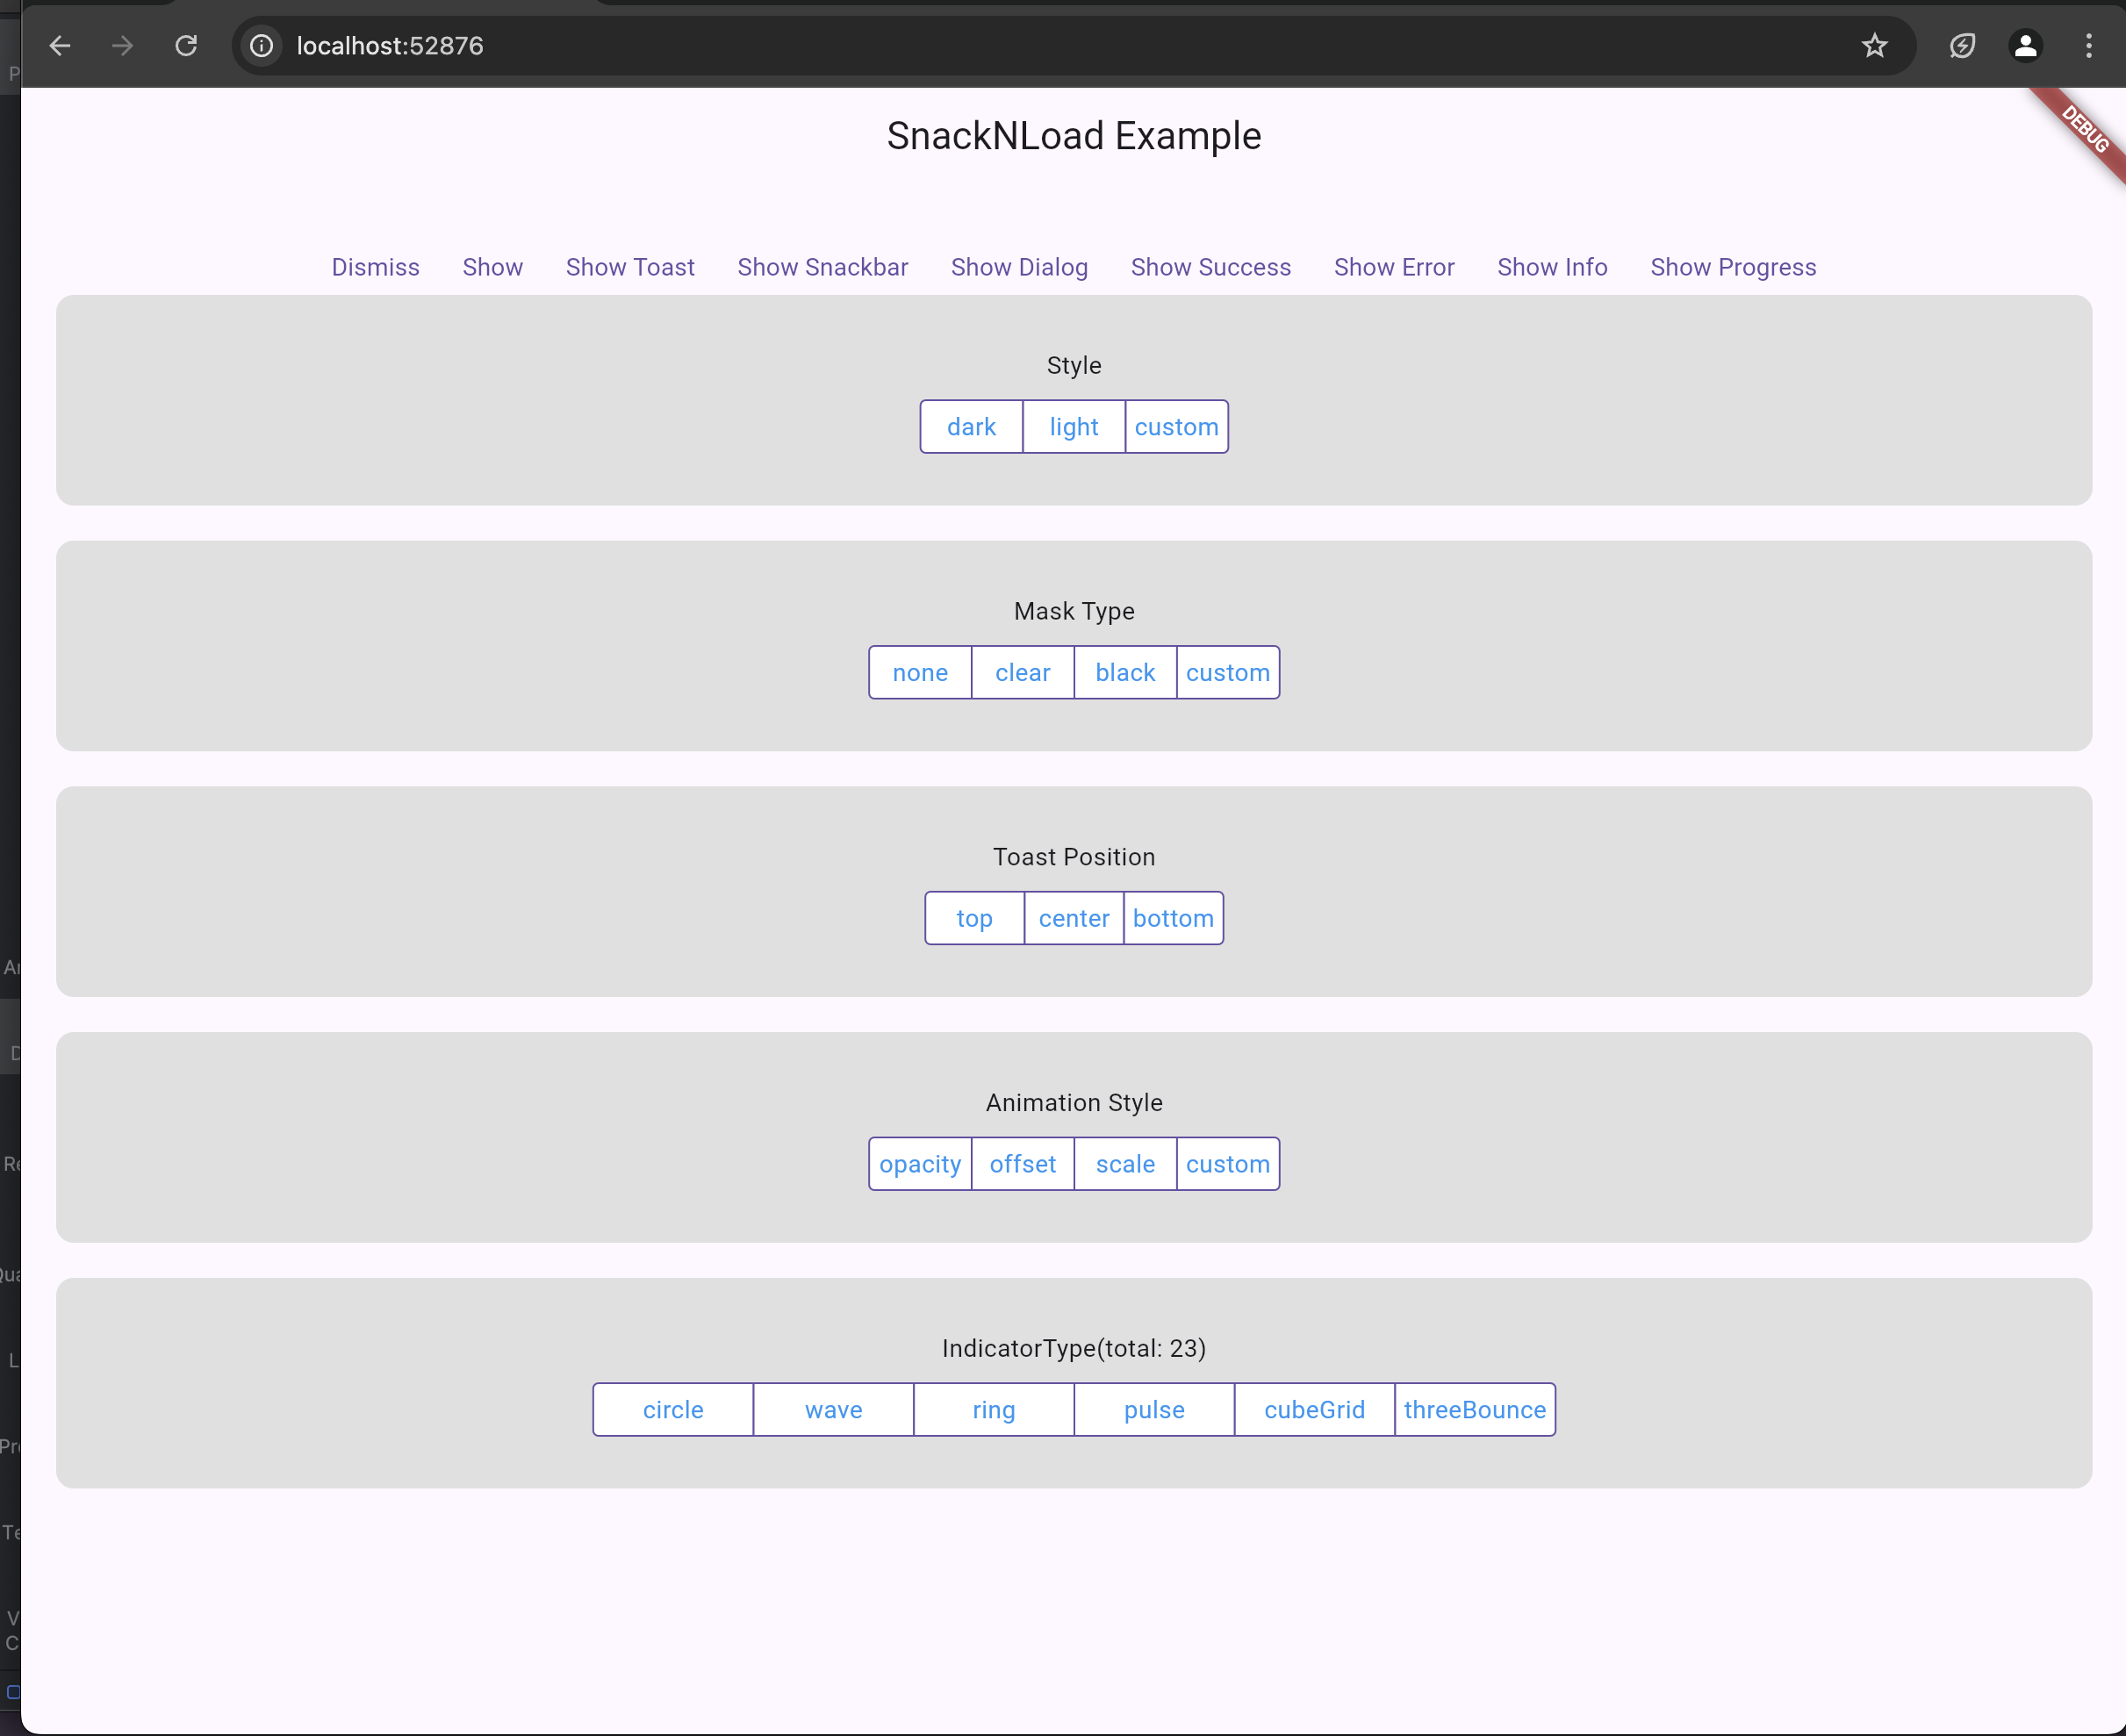 localhost:52876
SnackNLoad Example
DEBUG
Dismiss Show Show Toast Show Snackbar Show Dialog Show Success Show Error Show Info Show Progress
Style
dark light custom
Mask Type
none clear black custom
Toast Position
top center bottom
Animation Style
opacity offset scale custom
IndicatorType(total: 23)
circle wave ring pulse cubeGrid threeBounce